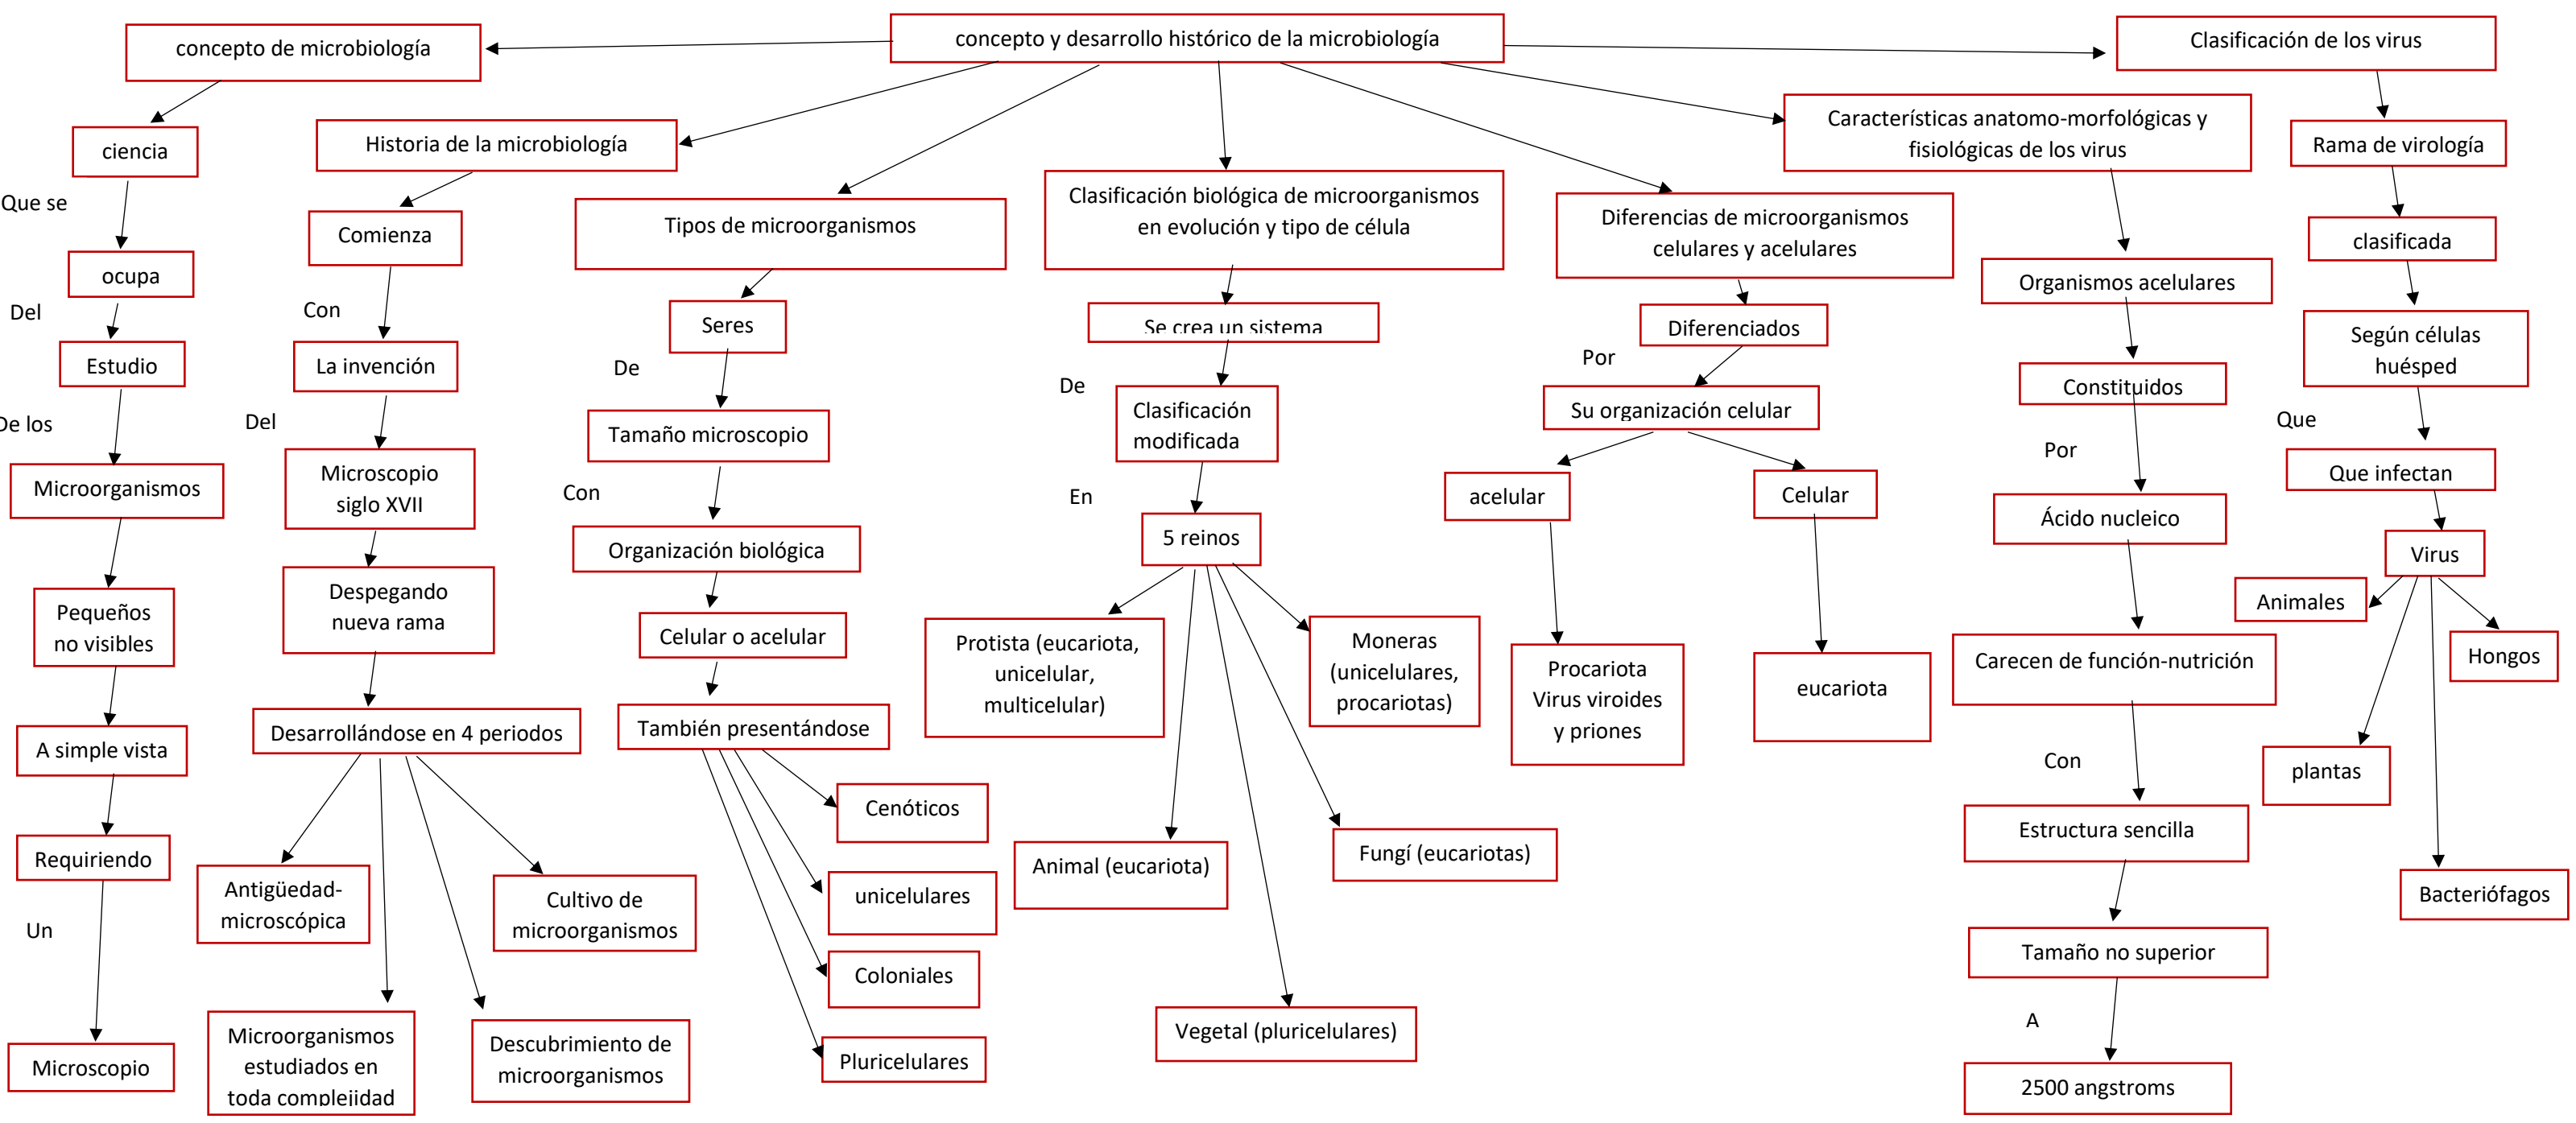 concepto y desarrollo histórico de la microbiología
concepto de microbiología
ciencia
Que se
ocupa
Del
Estudio
De los
Microorganismos
Pequeños
no visibles
A simple vista
Requiriendo
Un
Microscopio
Historia de la microbiología
Comienza
Con
La invención
Del
Microscopio
siglo XVII
Despegando
nueva rama
Desarrollándose en 4 periodos
Antigüedad-
microscópica
Microorganismos
estudiados en
toda complejidad
Descubrimiento de
microorganismos
Cultivo de
microorganismos
Tipos de microorganismos
Seres
De
Tamaño microscopio
Con
Organización biológica
Celular o acelular
También presentándose
Cenóticos
unicelulares
Coloniales
Pluricelulares
Clasificación biológica de microorganismos
en evolución y tipo de célula
Se crea un sistema
De
Clasificación
modificada
En
5 reinos
Protista (eucariota,
unicelular,
multicelular)
Animal (eucariota)
Vegetal (pluricelulares)
Fungí (eucariotas)
Moneras
(unicelulares,
procariotas)
Diferencias de microorganismos
celulares y acelulares
Diferenciados
Por
Su organización celular
acelular
Procariota
Virus viroides
y priones
Celular
eucariota
Características anatomo-morfológicas y
fisiológicas de los virus
Organismos acelulares
Constituidos
Por
Ácido nucleico
Carecen de función-nutrición
Con
Estructura sencilla
Tamaño no superior
A
2500 angstroms
Clasificación de los virus
Rama de virología
clasificada
Según células
huésped
Que
Que infectan
Virus
Animales
plantas
Bacteriófagos
Hongos